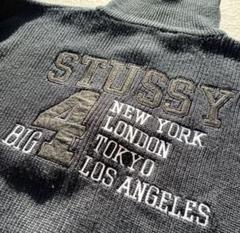 STUSSY
BIG 4
NEW YORK
LONDON
TOKYO
LOS ANGELES